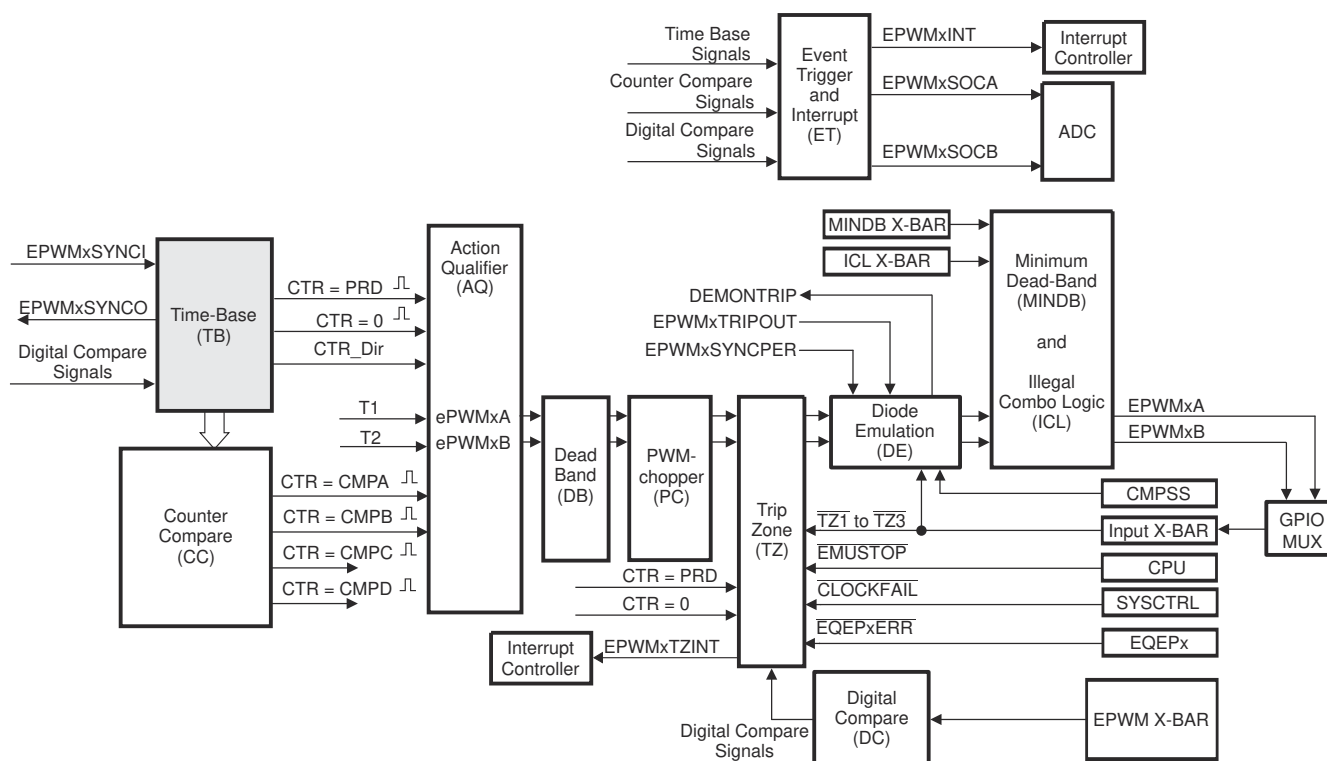 Time Base
Signals
Counter Compare
Signals
Digital Compare
Signals
Event
Trigger
and
Interrupt
(ET)
EPWMxINT
EPWMxSOCA
EPWMxSOCB
Interrupt
Controller
ADC
EPWMxSYNCI
EPWMxSYNCO
Digital Compare
Signals
Time-Base
(TB)
CTR = PRD
CTR = 0
CTR_Dir
T1
T2
Action
Qualifier
(AQ)
ePWMxA
ePWMxB
Counter
Compare
(CC)
CTR = CMPA
CTR = CMPB
CTR = CMPC
CTR = CMPD
Dead
Band
(DB)
PWM-
chopper
(PC)
CTR = PRD
CTR = 0
Interrupt
Controller
EPWMxTZINT
Trip
Zone
(TZ)
DEMONTRIP
EPWMxTRIPOUT
EPWMxSYNCPER
Diode
Emulation
(DE)
MINDB X-BAR
ICL X-BAR
Minimum
Dead-Band
(MINDB)
and
Illegal
Combo Logic
(ICL)
EPWMxA
EPWMxB
GPIO
MUX
CMPSS
TZ1 to TZ3
Input X-BAR
EMUSTOP
CPU
CLOCKFAIL
SYSCTRL
EQEPxERR
EQEPx
Digital Compare
Signals
Digital
Compare
(DC)
EPWM X-BAR